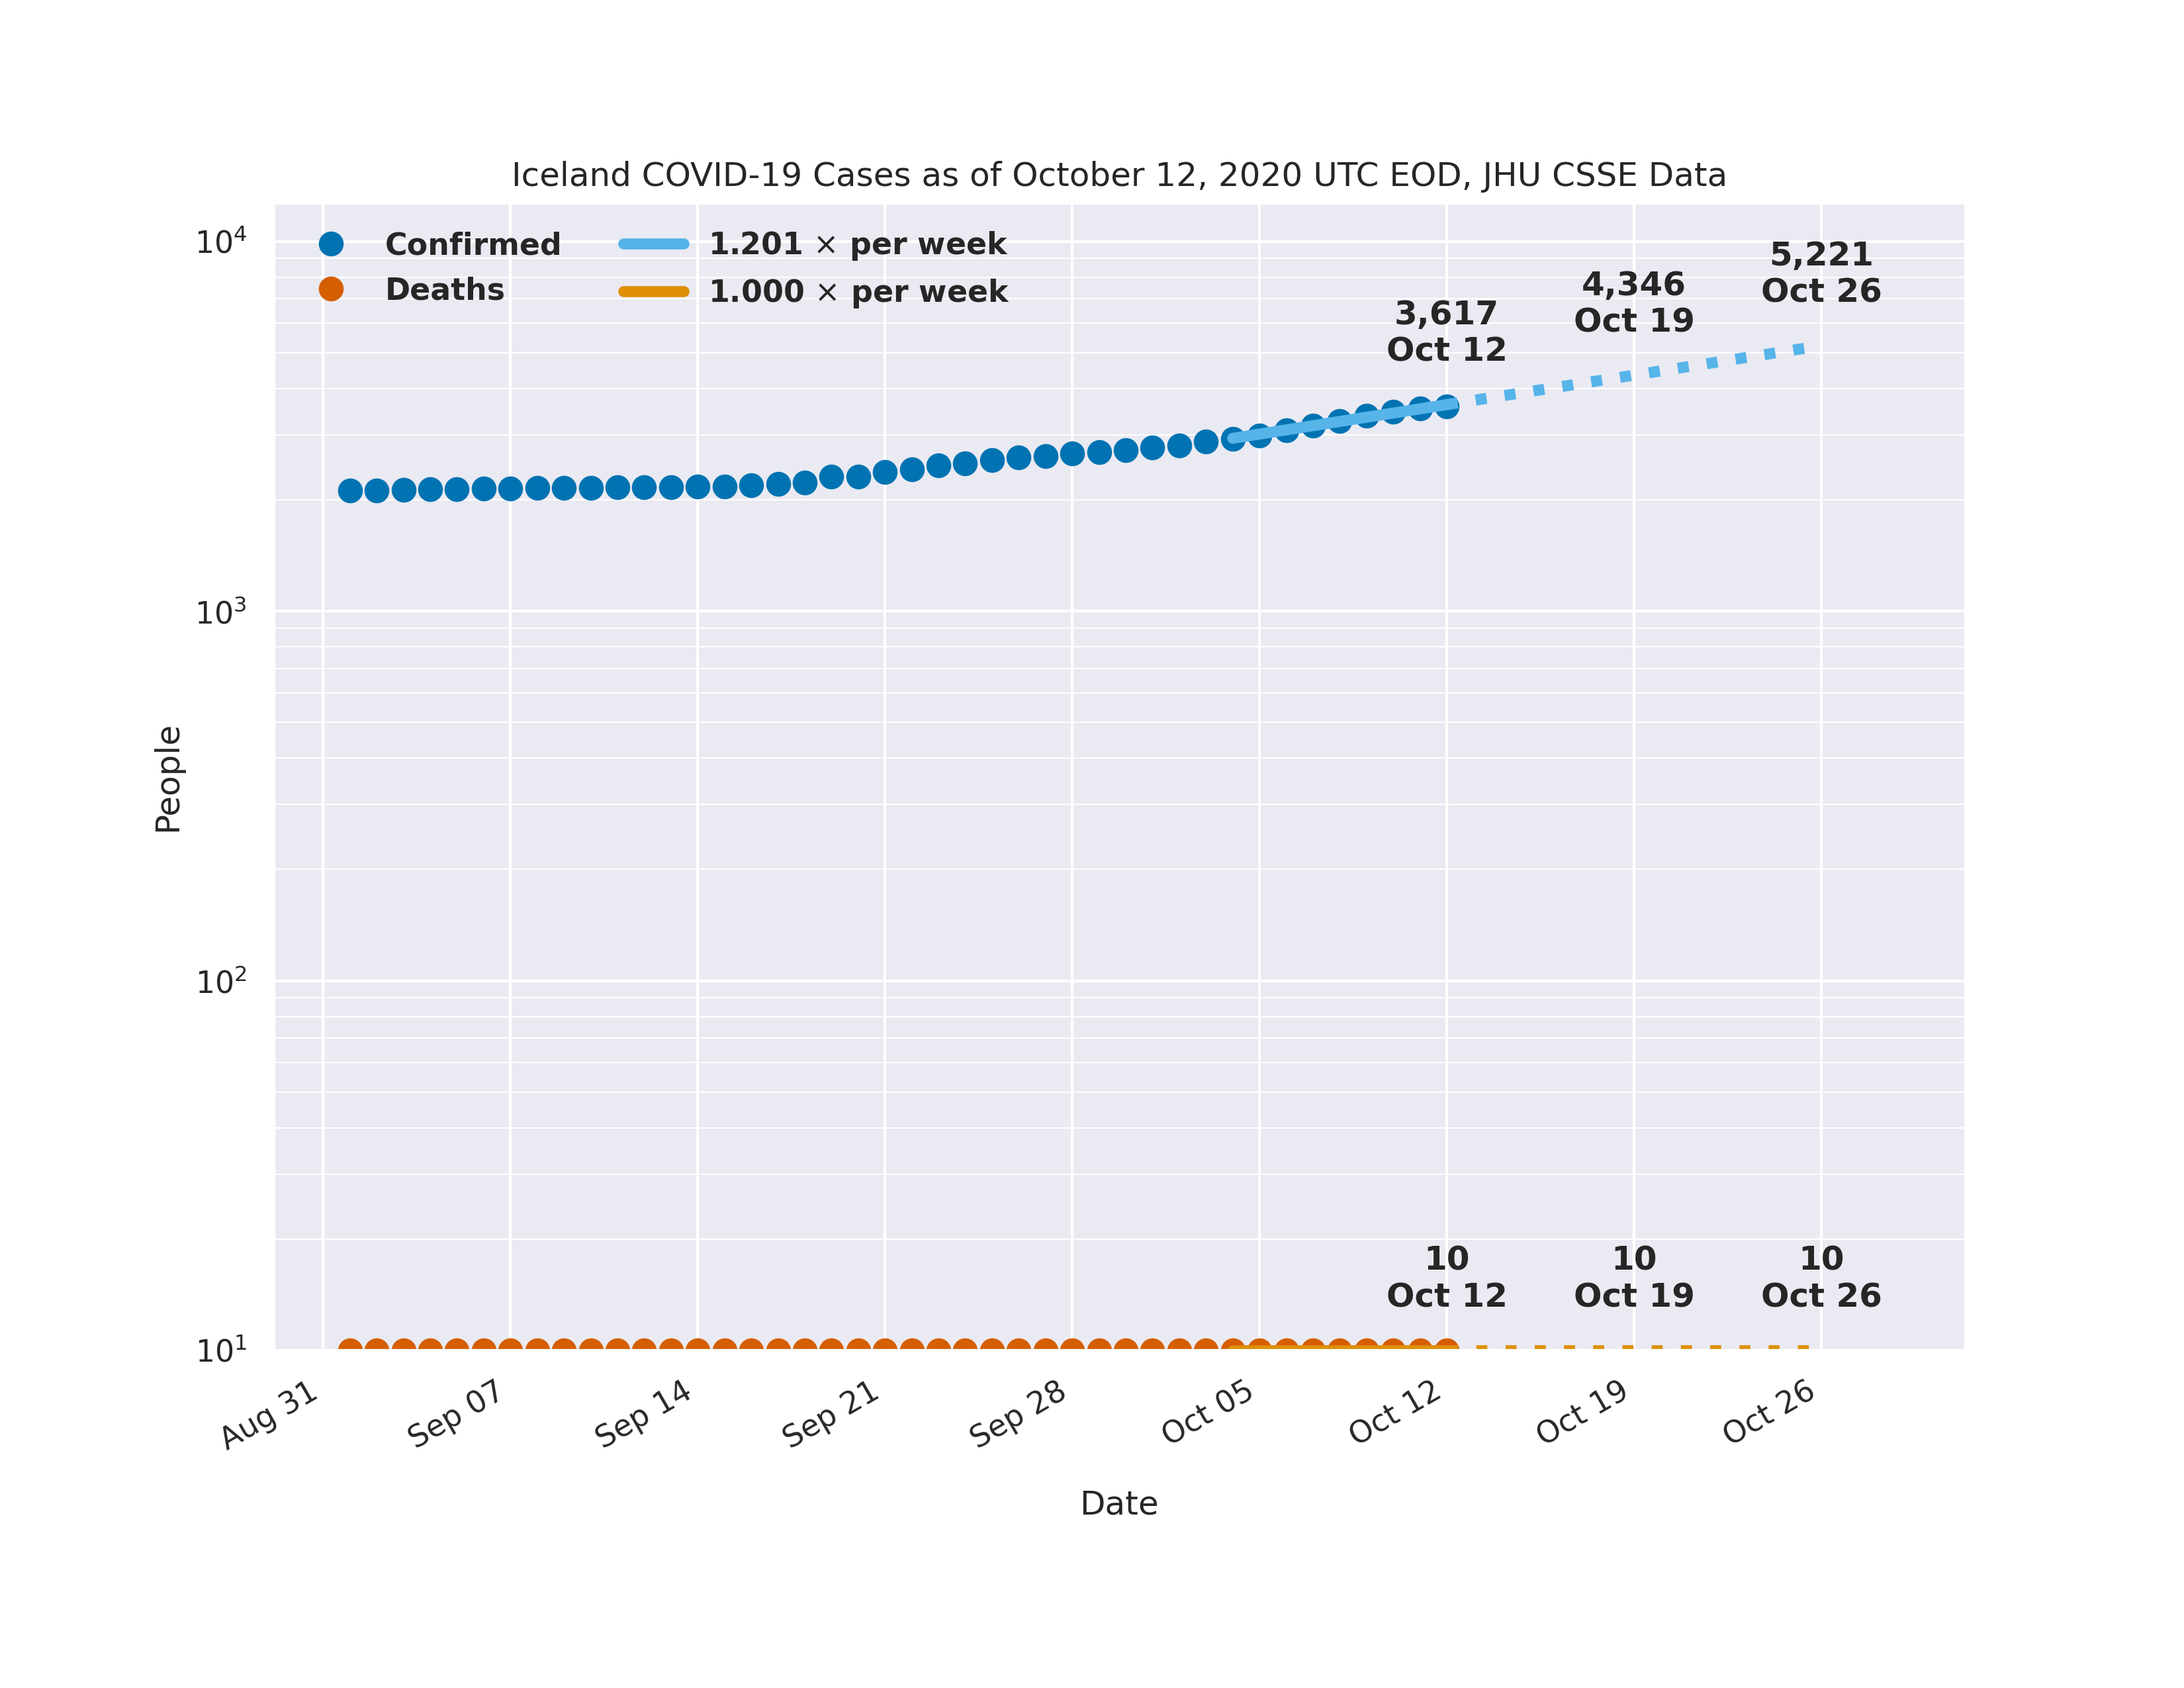 Iceland COVID-19 Cases as of October 12, 2020 UTC EOD, JHU CSSE Data
Confirmed
Deaths
1.201 × per week
1.000 × per week
5,221
Oct 26
4,346
Oct 19
3,617
Oct 12
10⁴
10³
10²
10¹
People
10
Oct 12
10
Oct 19
10
Oct 26
Aug 31
Sep 07
Sep 14
Sep 21
Sep 28
Oct 05
Oct 12
Oct 19
Oct 26
Date